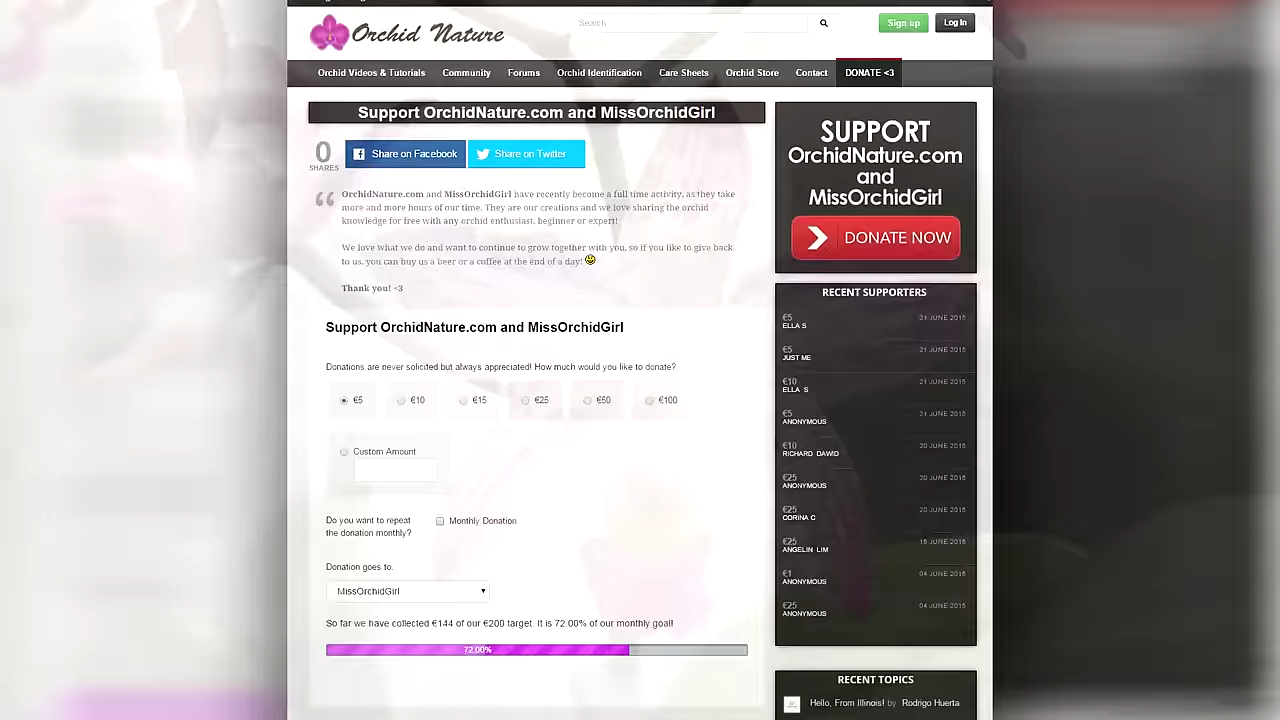 Orchid Nature
Search
Sign up
Log In
Orchid Videos & Tutorials
Community
Forums
Orchid Identification
Care Sheets
Orchid Store
Contact
DONATE <3
Support OrchidNature.com and MissOrchidGirl
0
SHARES
Share on Facebook
Share on Twitter
OrchidNature.com and MissOrchidGirl have recently become a full time activity, as they take
more and more hours of our time. They are our creations and we love sharing the orchid
knowledge for free with any orchid enthusiast, beginner or expert!
We love what we do and want to continue to grow together with you, so if you like to give back
to us, you can buy us a beer or a coffee at the end of a day!
Thank you! <3
Support OrchidNature.com and MissOrchidGirl
Donations are never solicited but always appreciated! How much would you like to donate?
€5
€10
€15
€25
€50
€100
Custom Amount
Do you want to repeat
the donation monthly?
Monthly Donation
Donation goes to.
MissOrchidGirl
So far we have collected €144 of our €200 target. It is 72.00% of our monthly goal!
72.00%
SUPPORT
OrchidNature.com
and
MissOrchidGirl
DONATE NOW
RECENT SUPPORTERS
€5 21 JUNE 2015
ELLA S
€5 21 JUNE 2015
JUST ME
€10 21 JUNE 2015
ELLA S
€5 21 JUNE 2015
ANONYMOUS
€10 20 JUNE 2015
RICHARD DAWID
€25 20 JUNE 2015
ANONYMOUS
€25 20 JUNE 2015
CORINA C
€25 15 JUNE 2015
ANGELIN LIM
€1 04 JUNE 2015
ANONYMOUS
€25 04 JUNE 2015
ANONYMOUS
RECENT TOPICS
Hello, From Illinois! by Rodrigo Huerta